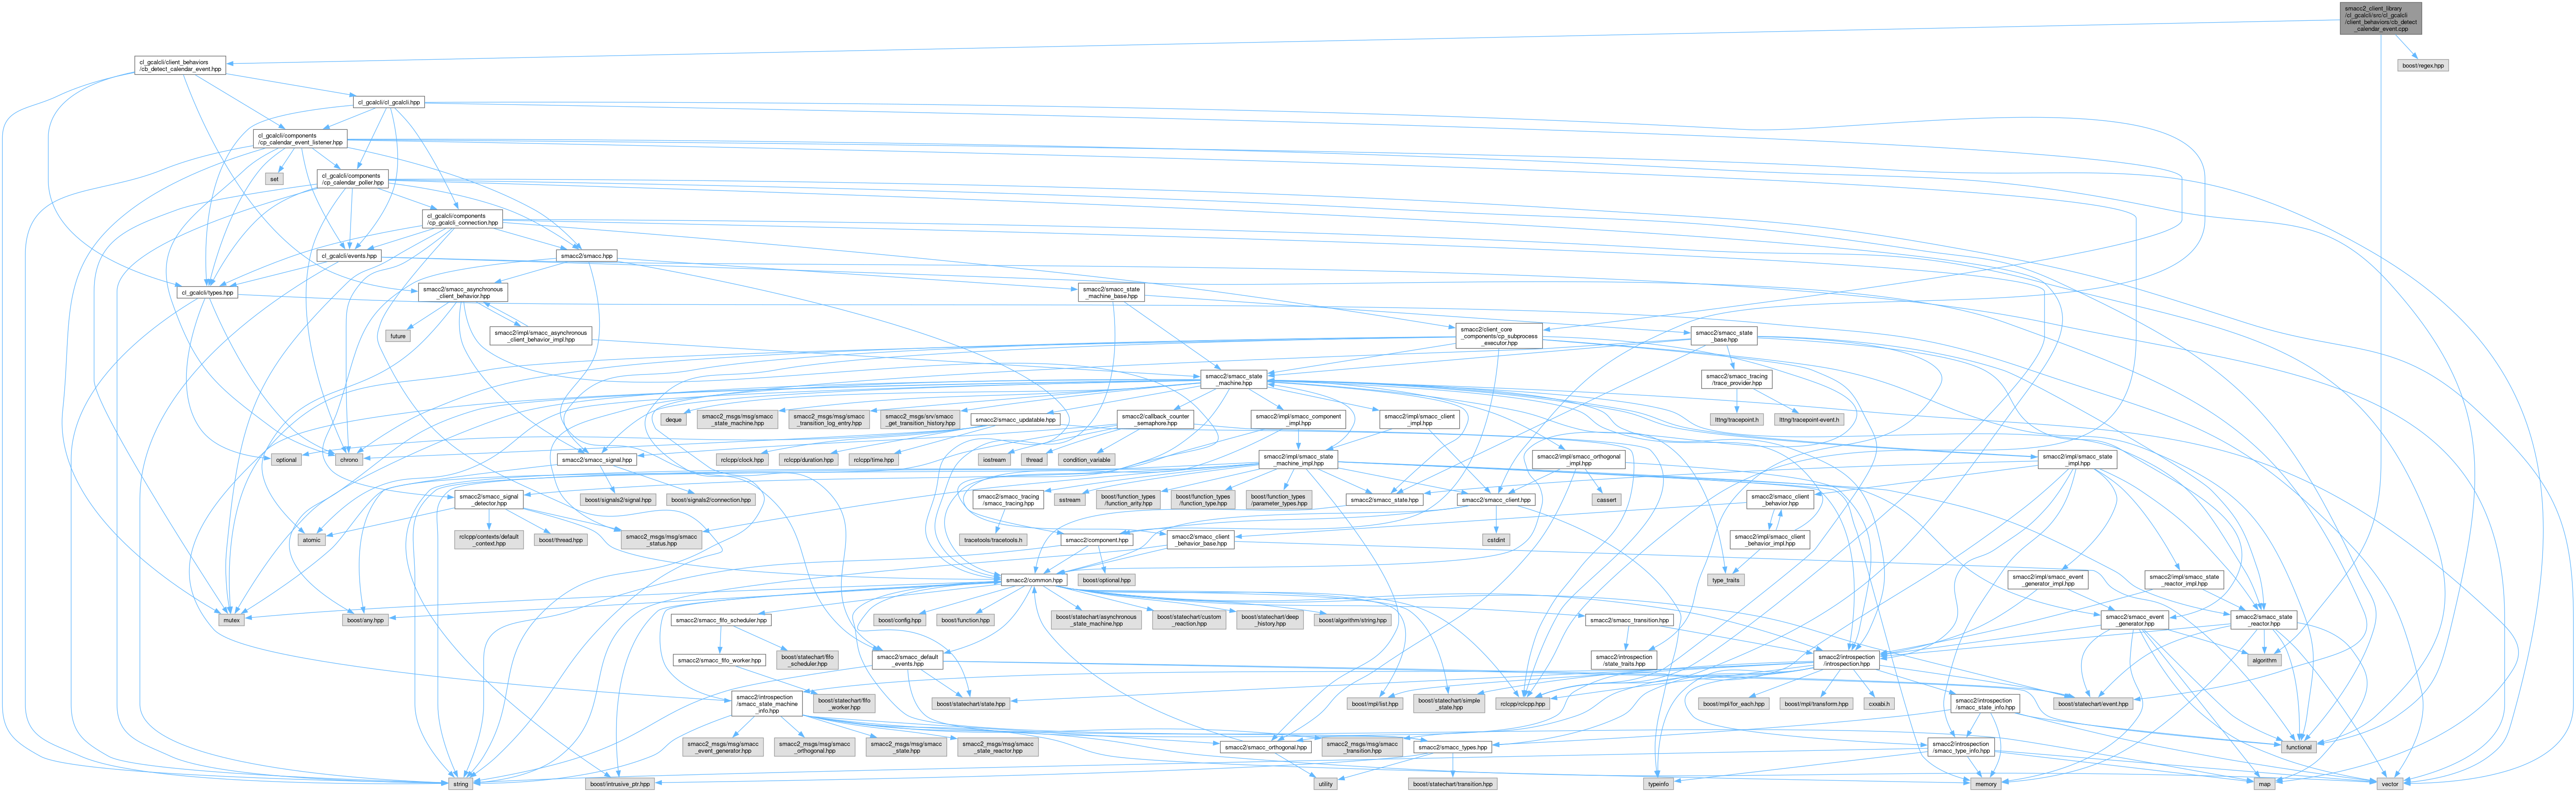 smacc2_client_library
/cl_gcalcli/src/cl_gcalcli
/client_behaviors/cb_detect
_calendar_event.cpp
cl_gcalcli/client_behaviors
/cb_detect_calendar_event.hpp
boost/regex.hpp
cl_gcalcli/cl_gcalcli.hpp
cl_gcalcli/components
/cp_calendar_event_listener.hpp
set
cl_gcalcli/components
/cp_calendar_poller.hpp
cl_gcalcli/components
/cp_gcalcli_connection.hpp
cl_gcalcli/events.hpp
smacc2/smacc.hpp
cl_gcalcli/types.hpp
smacc2/smacc_asynchronous
_client_behavior.hpp
smacc2/smacc_state
_machine_base.hpp
future
smacc2/impl/smacc_asynchronous
_client_behavior_impl.hpp
smacc2/client_core
_components/cp_subprocess
_executor.hpp
smacc2/smacc_state
_base.hpp
smacc2/smacc_state
_machine.hpp
smacc2/smacc_tracing
/trace_provider.hpp
deque
smacc2_msgs/msg/smacc
_state_machine.hpp
smacc2_msgs/msg/smacc
_transition_log_entry.hpp
smacc2_msgs/srv/smacc
_get_transition_history.hpp
smacc2/smacc_updatable.hpp
smacc2/callback_counter
_semaphore.hpp
smacc2/impl/smacc_component
_impl.hpp
smacc2/impl/smacc_client
_impl.hpp
lttng/tracepoint.h
lttng/tracepoint-event.h
optional
chrono
smacc2/smacc_signal.hpp
rclcpp/clock.hpp
rclcpp/duration.hpp
rclcpp/time.hpp
iostream
thread
condition_variable
smacc2/impl/smacc_state
_machine_impl.hpp
smacc2/impl/smacc_orthogonal
_impl.hpp
smacc2/impl/smacc_state
_impl.hpp
smacc2/smacc_signal
_detector.hpp
boost/signals2/signal.hpp
boost/signals2/connection.hpp
smacc2/smacc_tracing
/smacc_tracing.hpp
sstream
boost/function_types
/function_arity.hpp
boost/function_types
/function_type.hpp
boost/function_types
/parameter_types.hpp
smacc2/smacc_state.hpp
smacc2/smacc_client.hpp
cassert
smacc2/smacc_client
_behavior.hpp
atomic
rclcpp/contexts/default
_context.hpp
boost/thread.hpp
smacc2_msgs/msg/smacc
_status.hpp
tracetools/tracetools.h
smacc2/component.hpp
smacc2/smacc_client
_behavior_base.hpp
cstdint
smacc2/impl/smacc_client
_behavior_impl.hpp
smacc2/common.hpp
boost/optional.hpp
type_traits
smacc2/impl/smacc_event
_generator_impl.hpp
smacc2/impl/smacc_state
_reactor_impl.hpp
mutex
boost/any.hpp
smacc2/smacc_fifo_scheduler.hpp
boost/config.hpp
boost/function.hpp
boost/statechart/asynchronous
_state_machine.hpp
boost/statechart/custom
_reaction.hpp
boost/statechart/deep
_history.hpp
boost/algorithm/string.hpp
smacc2/smacc_transition.hpp
smacc2/smacc_event
_generator.hpp
smacc2/smacc_state
_reactor.hpp
smacc2/smacc_fifo_worker.hpp
boost/statechart/fifo
_scheduler.hpp
smacc2/smacc_default
_events.hpp
smacc2/introspection
/state_traits.hpp
smacc2/introspection
/introspection.hpp
algorithm
smacc2/introspection
/smacc_state_machine
_info.hpp
boost/statechart/fifo
_worker.hpp
boost/statechart/state.hpp
boost/mpl/list.hpp
boost/statechart/simple
_state.hpp
rclcpp/rclcpp.hpp
boost/mpl/for_each.hpp
boost/mpl/transform.hpp
cxxabi.h
smacc2/introspection
/smacc_state_info.hpp
boost/statechart/event.hpp
smacc2_msgs/msg/smacc
_event_generator.hpp
smacc2_msgs/msg/smacc
_orthogonal.hpp
smacc2_msgs/msg/smacc
_state.hpp
smacc2_msgs/msg/smacc
_state_reactor.hpp
smacc2/smacc_orthogonal.hpp
smacc2_msgs/msg/smacc
_transition.hpp
smacc2/smacc_types.hpp
smacc2/introspection
/smacc_type_info.hpp
functional
string
boost/intrusive_ptr.hpp
utility
boost/statechart/transition.hpp
typeinfo
memory
map
vector